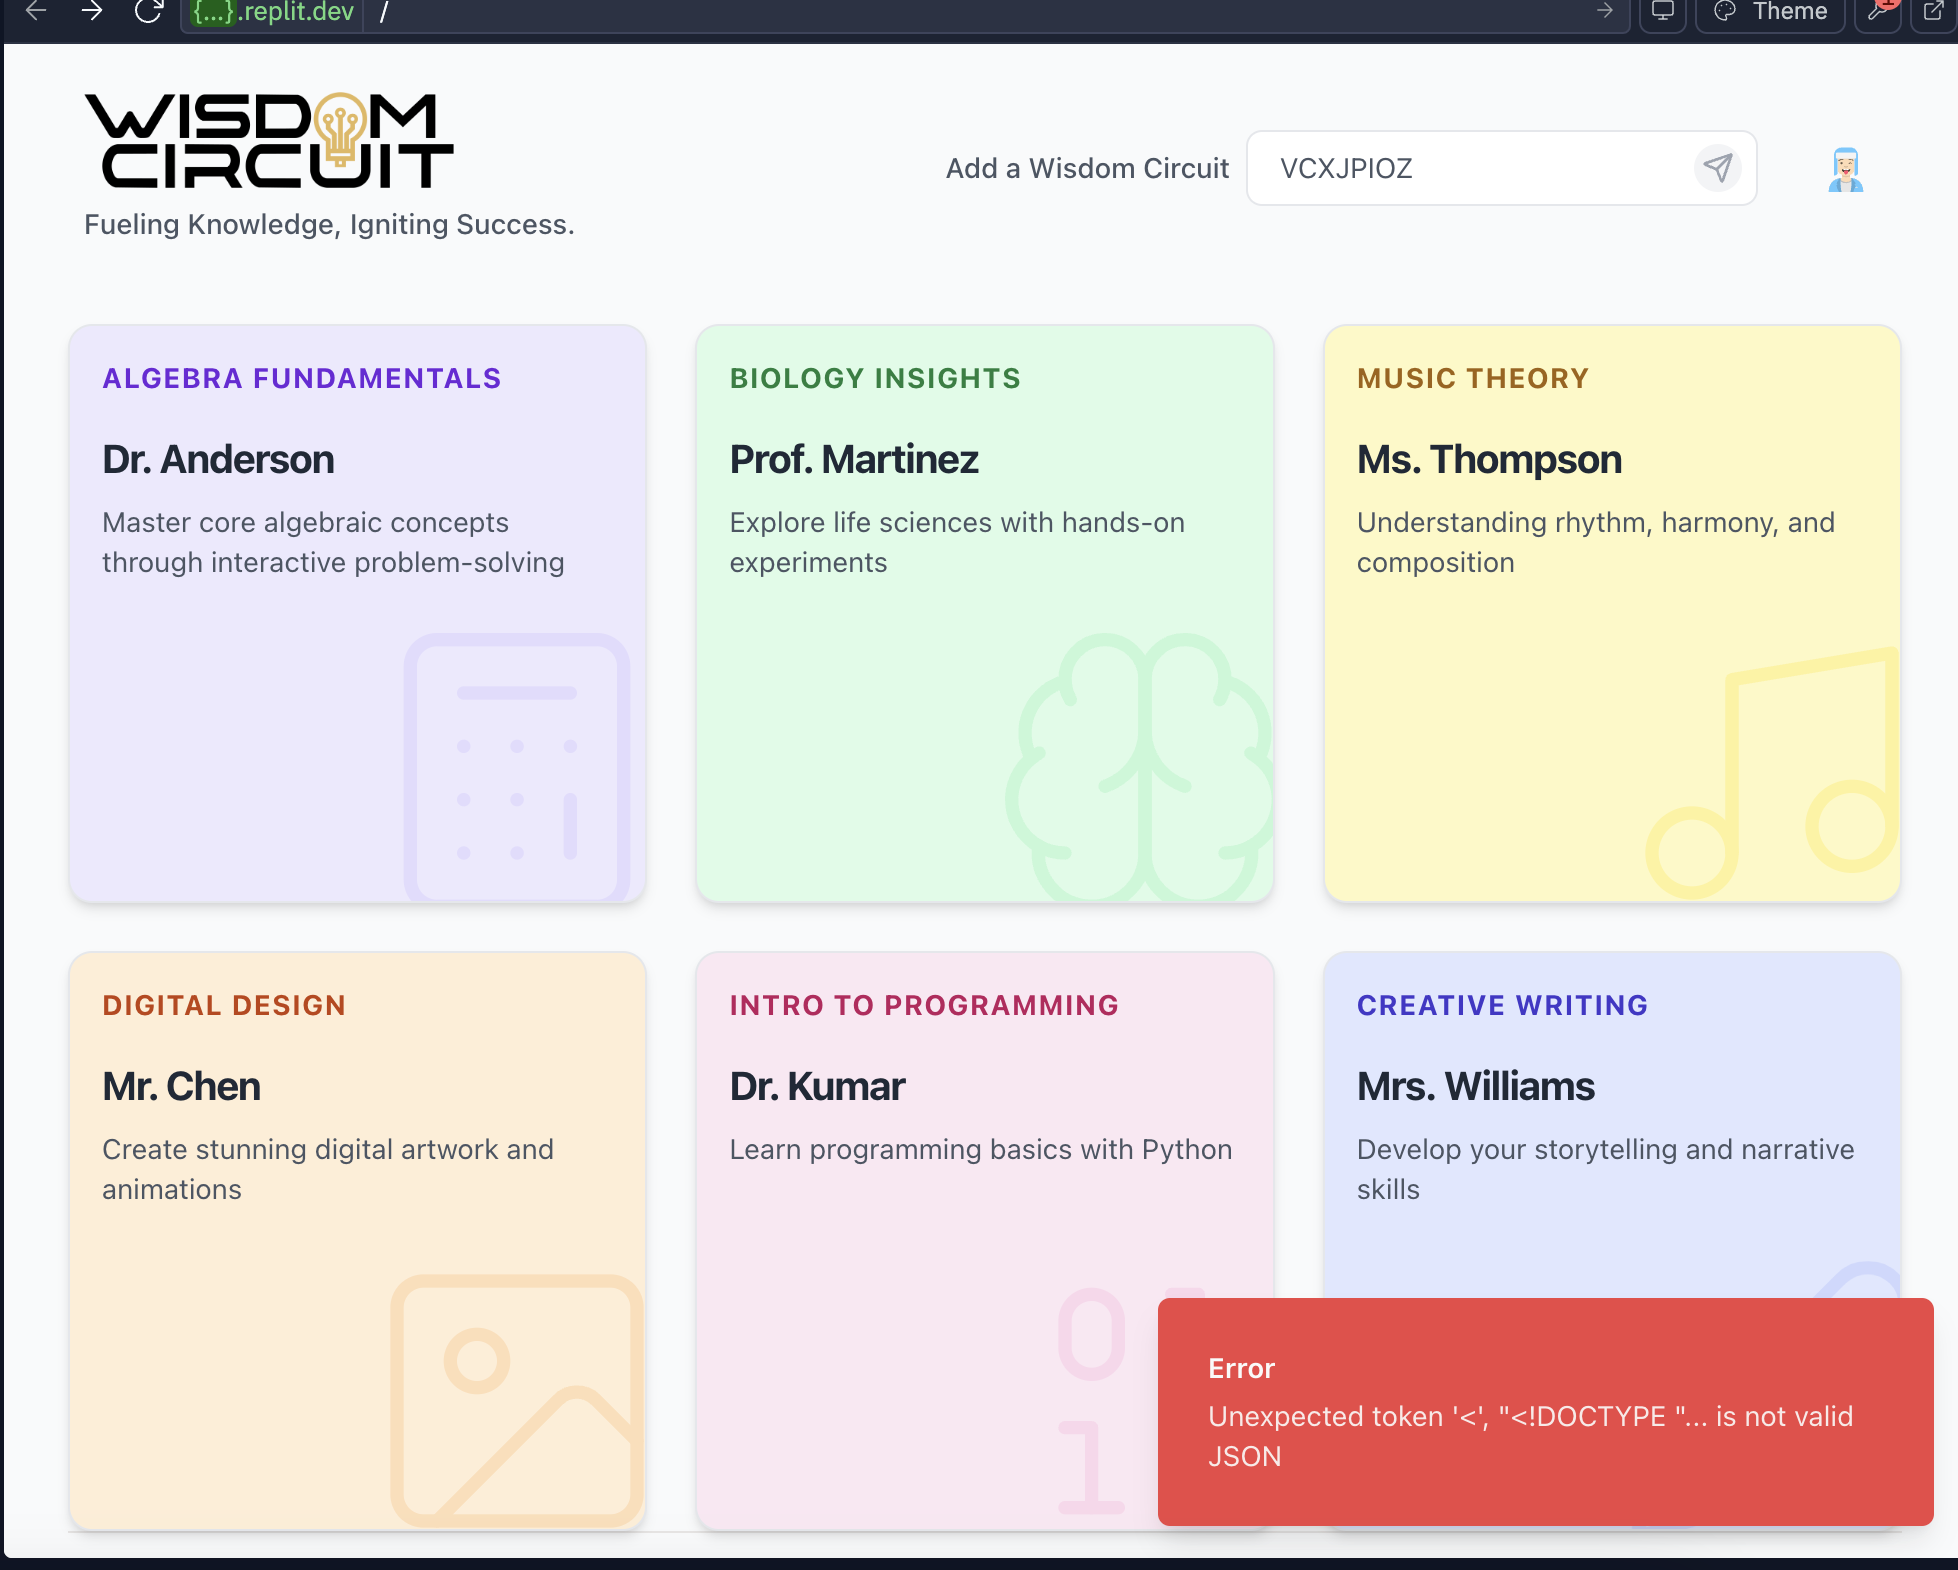 {...}.replit.dev /
Theme
1
WISDOM
CIRCUIT
Fueling Knowledge, Igniting Success.
Add a Wisdom Circuit
VCXJPIOZ
ALGEBRA FUNDAMENTALS
Dr. Anderson
Master core algebraic concepts
through interactive problem-solving
BIOLOGY INSIGHTS
Prof. Martinez
Explore life sciences with hands-on
experiments
MUSIC THEORY
Ms. Thompson
Understanding rhythm, harmony, and
composition
DIGITAL DESIGN
Mr. Chen
Create stunning digital artwork and
animations
INTRO TO PROGRAMMING
Dr. Kumar
Learn programming basics with Python
0
1
CREATIVE WRITING
Mrs. Williams
Develop your storytelling and narrative
skills
Error
Unexpected token '<', "<!DOCTYPE "... is not valid
JSON